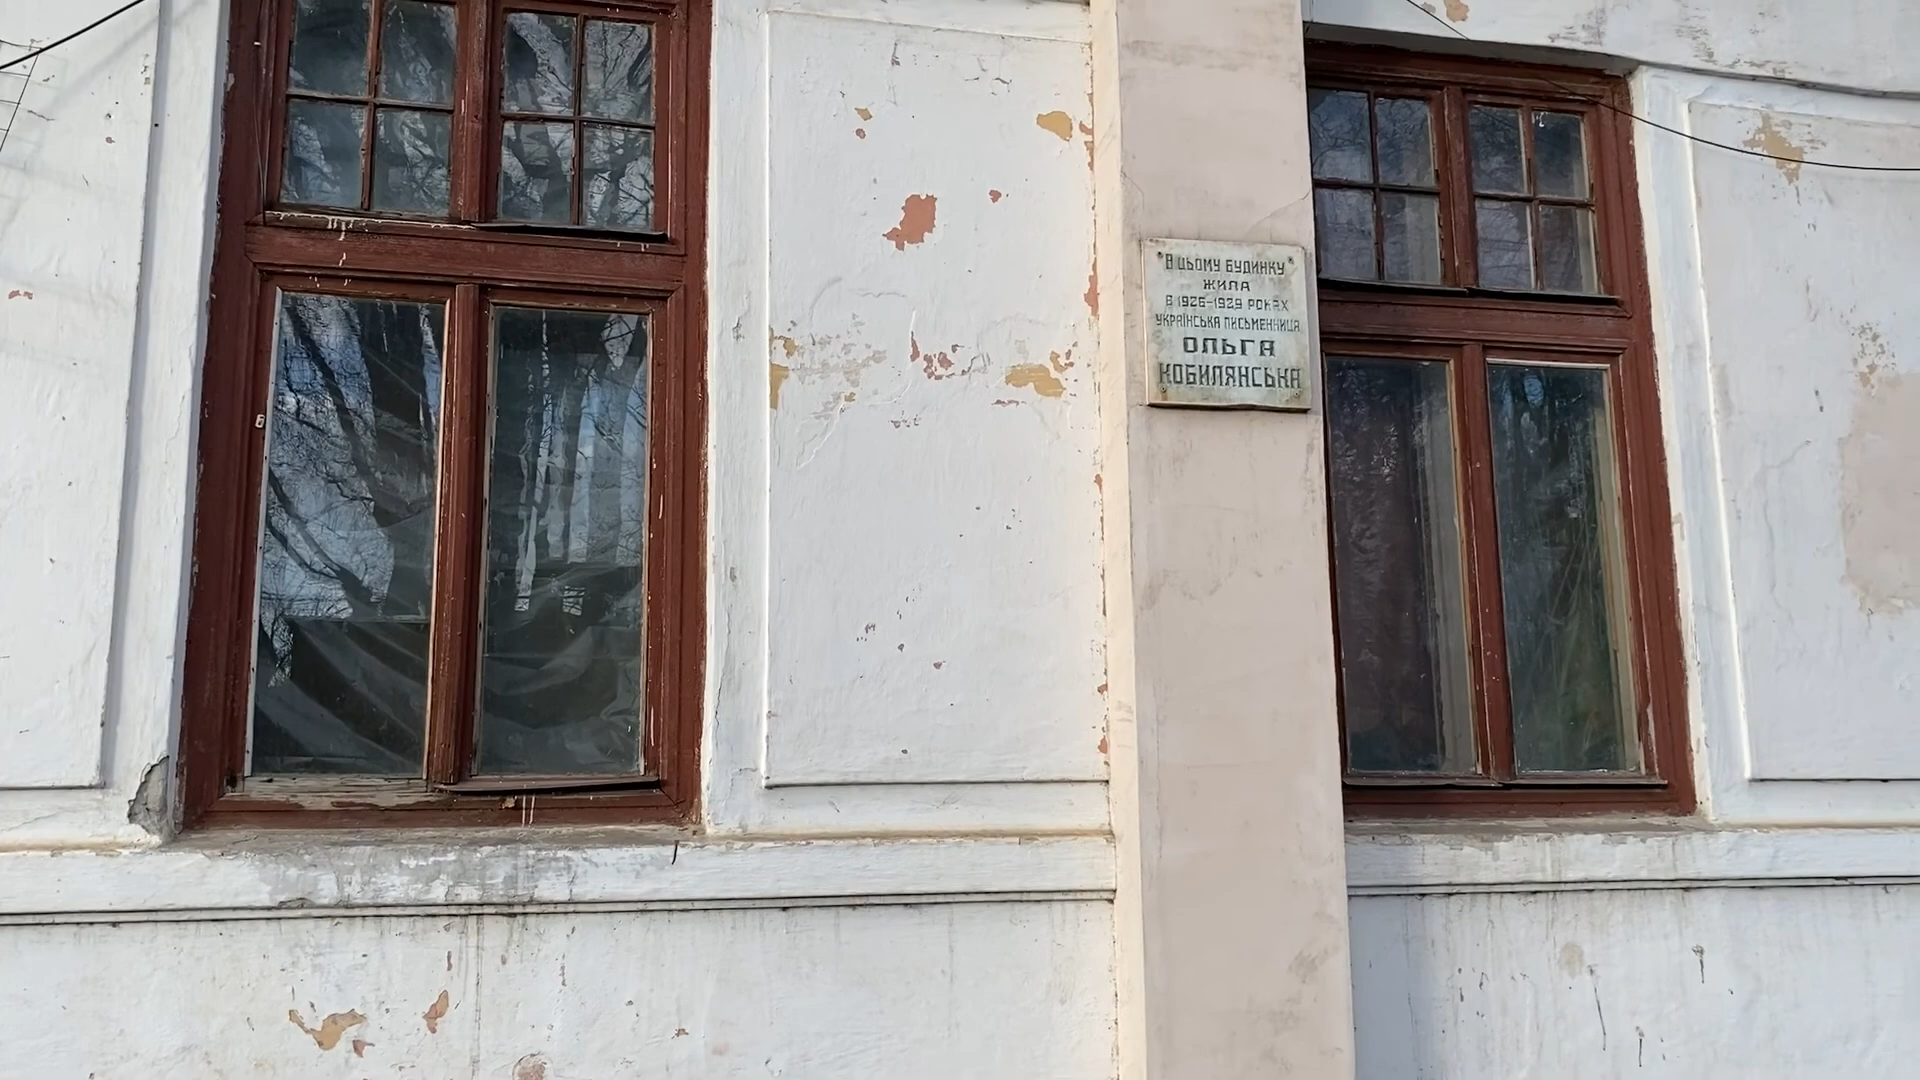 В ЦЬОМУ БУДИНКУ
ЖИЛА
В 1926-1929 РОКАХ
УКРАЇНСЬКА ПИСЬМЕННИЦЯ
ОЛЬГА
КОБИЛЯНСЬКА